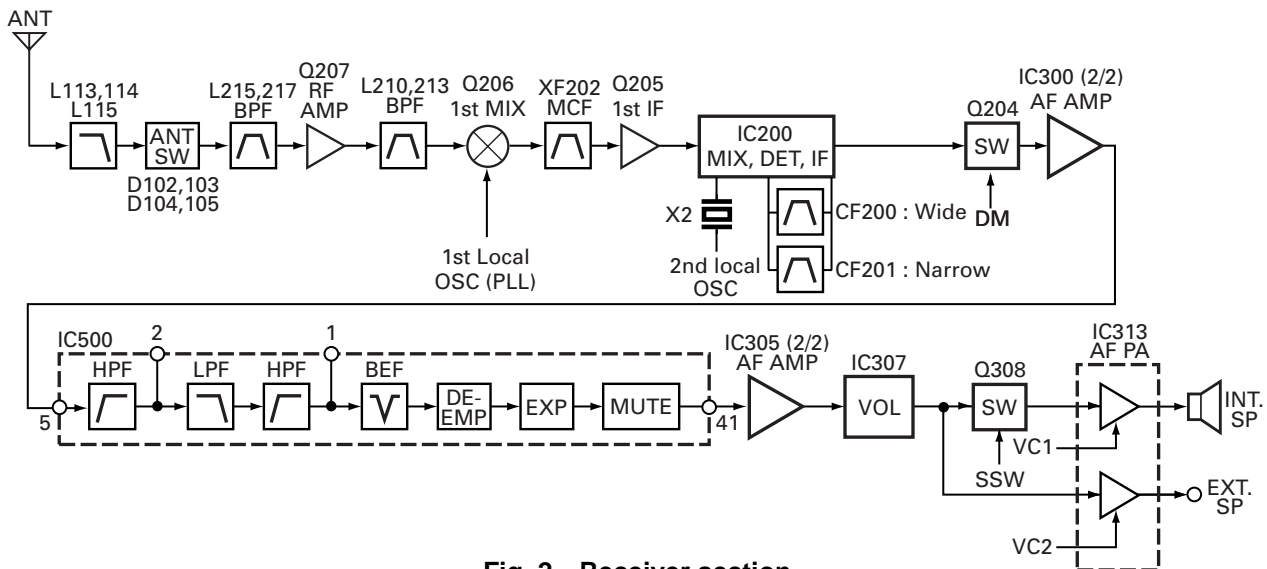 ANT
L113,114
L115
ANT
SW
D102,103
D104,105
L215,217
BPF
Q207
RF
AMP
L210,213
BPF
Q206
1st MIX
1st Local
OSC (PLL)
XF202
MCF
Q205
1st IF
IC200
MIX, DET, IF
X2
2nd local
OSC
CF200 : Wide
CF201 : Narrow
Q204
SW
DM
IC300 (2/2)
AF AMP
IC500
5
HPF
2
LPF
HPF
1
BEF
DE-
EMP
EXP
MUTE
41
IC305 (2/2)
AF AMP
IC307
VOL
Q308
SW
SSW
IC313
AF PA
VC1
VC2
INT.
SP
EXT.
SP